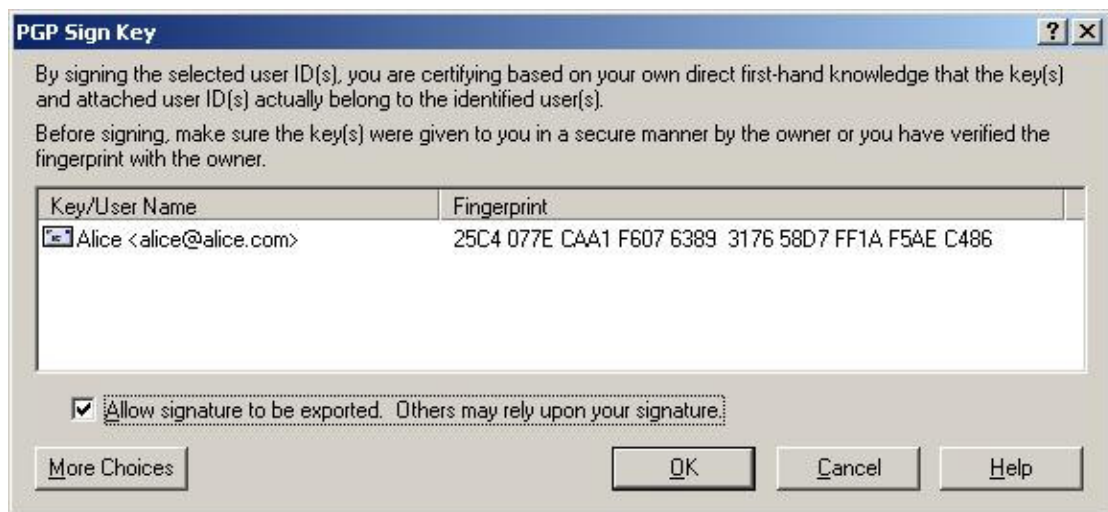 PGP Sign Key
By signing the selected user ID(s), you are certifying based on your own direct first-hand knowledge that the key(s)
and attached user ID(s) actually belong to the identified user(s).
Before signing, make sure the key(s) were given to you in a secure manner by the owner or you have verified the
fingerprint with the owner.
Key/User Name Fingerprint
Alice <alice@alice.com> 25C4 077E CAA1 F607 6389 3176 58D7 FF1A F5AE C486
Allow signature to be exported. Others may rely upon your signature.
More Choices OK Cancel Help